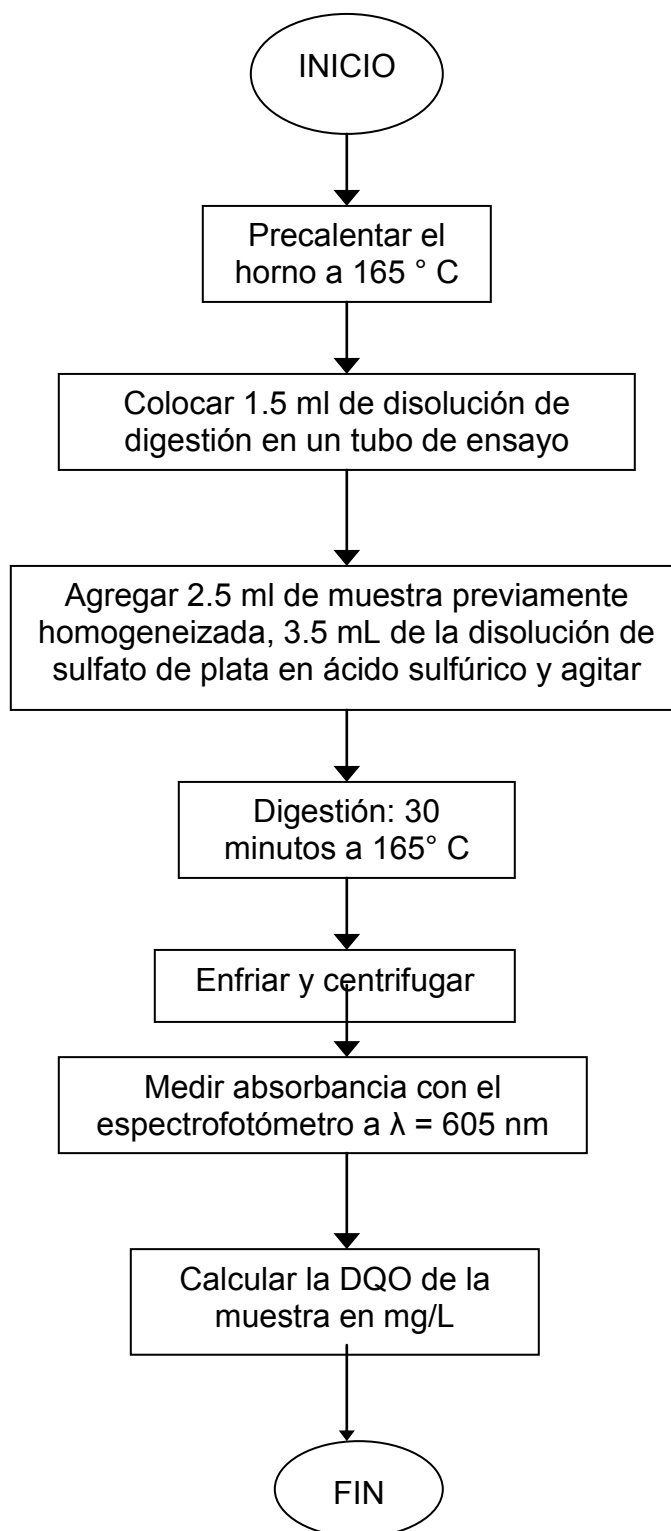 INICIO
Precalentar el
horno a 165 ° C
Colocar 1.5 ml de disolución de
digestión en un tubo de ensayo
Agregar 2.5 ml de muestra previamente
homogeneizada, 3.5 mL de la disolución de
sulfato de plata en ácido sulfúrico y agitar
Digestión: 30
minutos a 165° C
Enfriar y centrifugar
Medir absorbancia con el
espectrofotómetro a λ = 605 nm
Calcular la DQO de la
muestra en mg/L
FIN